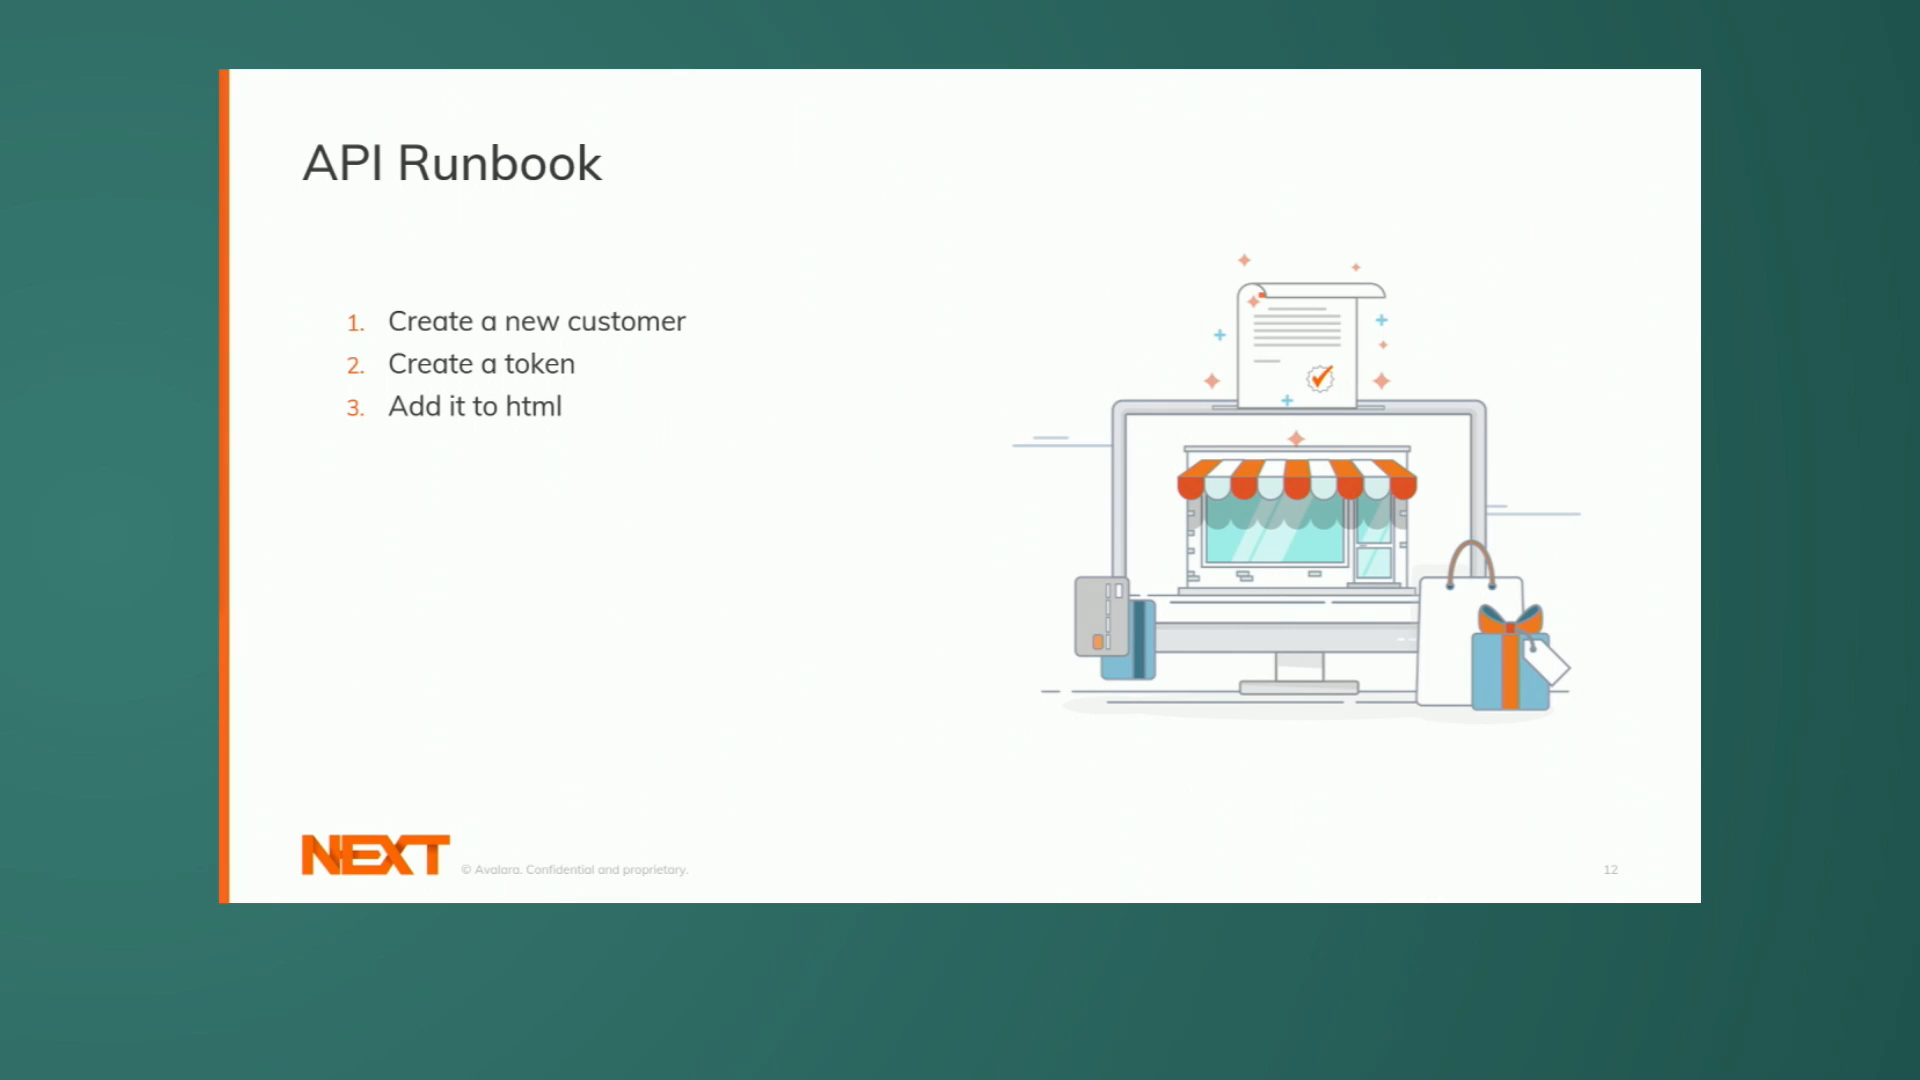 API Runbook
1. Create a new customer
2. Create a token
3. Add it to html
NEXT
© Avalara. Confidential and proprietary.
12